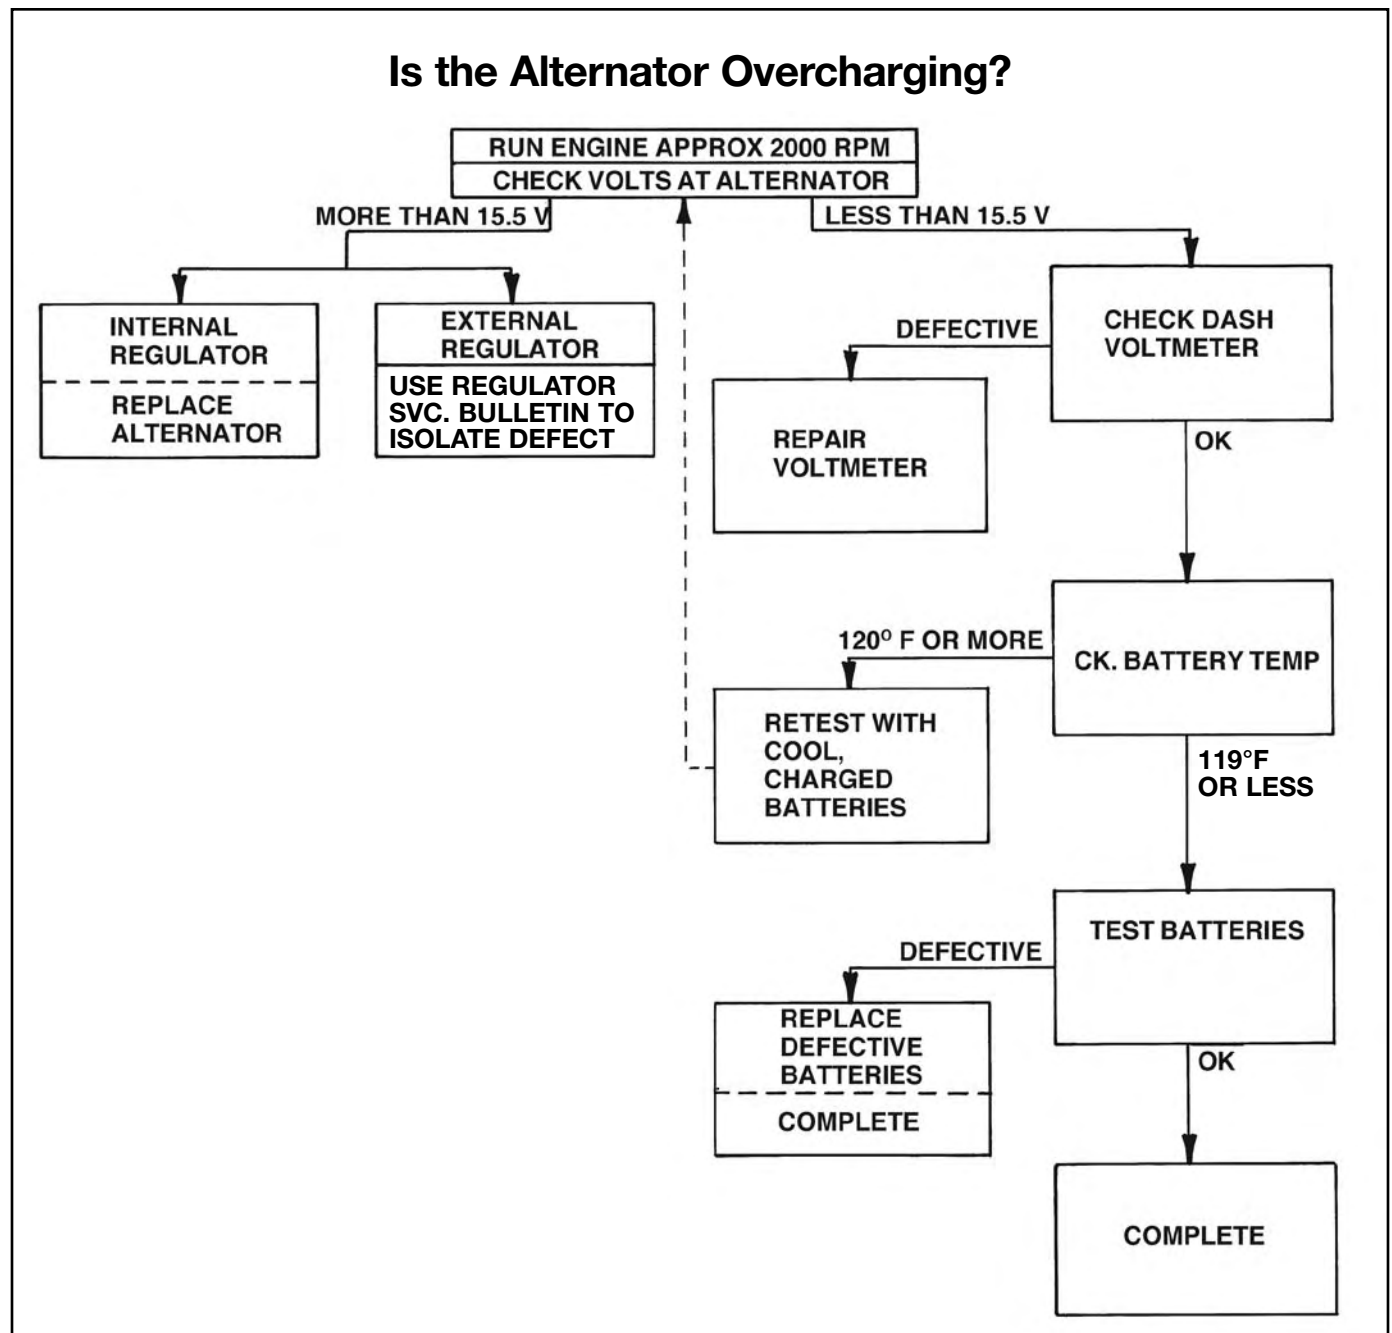 Is the Alternator Overcharging?
RUN ENGINE APPROX 2000 RPM
CHECK VOLTS AT ALTERNATOR
MORE THAN 15.5 V
LESS THAN 15.5 V
INTERNAL
REGULATOR
REPLACE
ALTERNATOR
EXTERNAL
REGULATOR
USE REGULATOR
SVC. BULLETIN TO
ISOLATE DEFECT
CHECK DASH
VOLTMETER
DEFECTIVE
REPAIR
VOLTMETER
OK
CK. BATTERY TEMP
120º F OR MORE
RETEST WITH
COOL,
CHARGED
BATTERIES
119°F
OR LESS
TEST BATTERIES
DEFECTIVE
REPLACE
DEFECTIVE
BATTERIES
COMPLETE
OK
COMPLETE